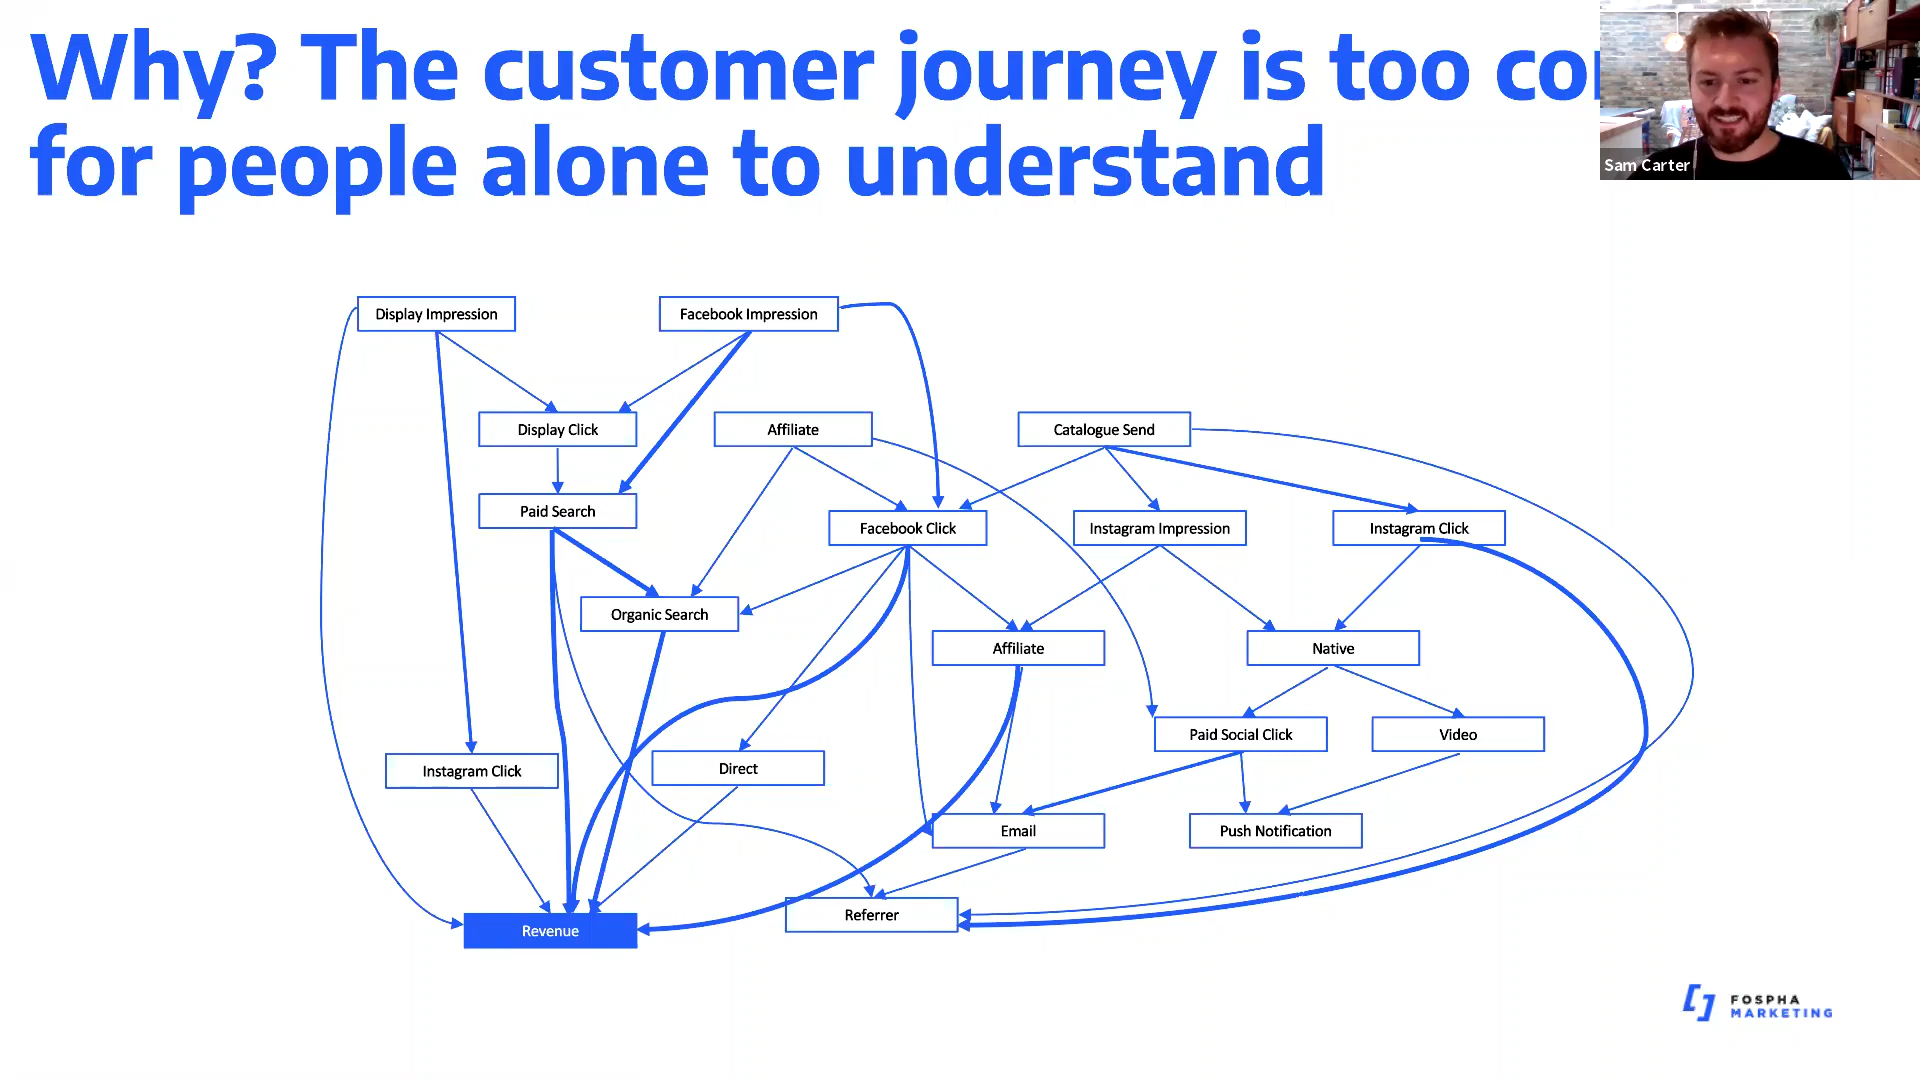 Why? The customer journey is too
for people alone to understand
Sam Carter
Display Impression
Facebook Impression
Display Click
Affiliate
Catalogue Send
Paid Search
Facebook Click
Instagram Impression
Instagram Click
Organic Search
Affiliate
Native
Paid Social Click
Video
Instagram Click
Direct
Email
Push Notification
Referrer
Revenue
FOSPHA
MARKETING